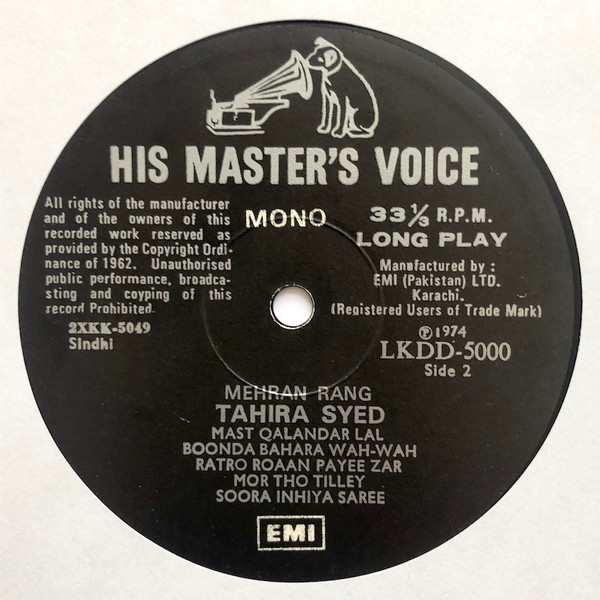 HIS MASTER'S VOICE
All rights of the manufacturer
and of the owners of this
recorded work reserved as
provided by the Copyright Ordi-
nance of 1962. Unauthorised
public performance, broadca-
sting and coyping of this
record Prohibited.
2XKK-5049
Sindhi
MONO
33⅓ R.P.M.
LONG PLAY
Manufactured by :
EMI (Pakistan) LTD.
Karachi.
(Registered Users of Trade Mark)
Ⓟ1974
LKDD-5000
Side 2
MEHRAN RANG
TAHIRA SYED
MAST QALANDAR LAL
BOONDA BAHARA WAH-WAH
RATRO ROAAN PAYEE ZAR
MOR THO TILLEY
SOORA INHIYA SAREE
EMI